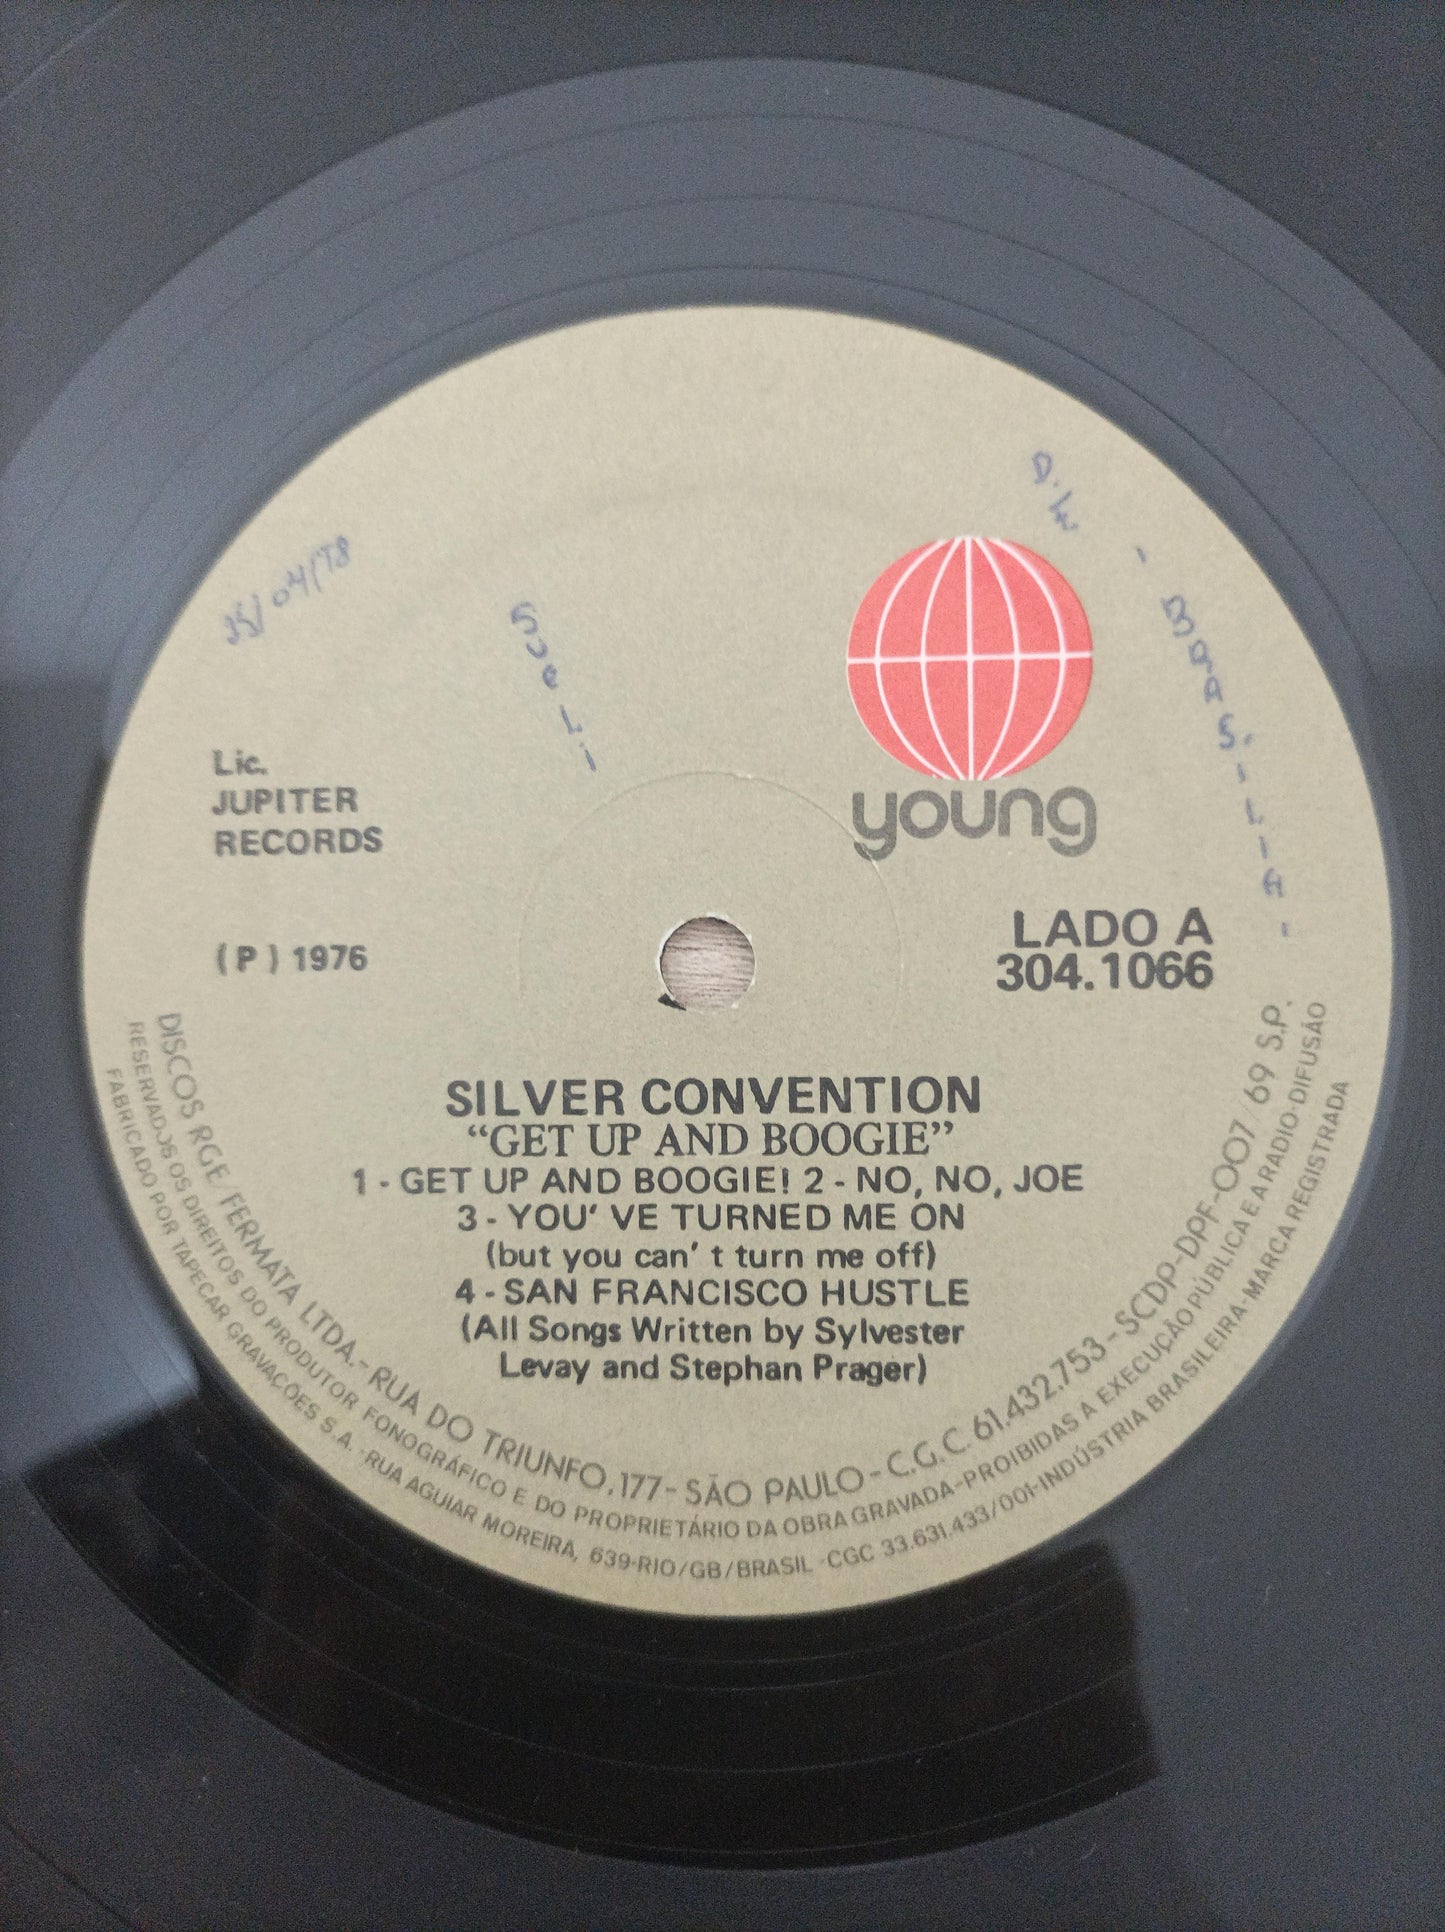 D.F. - BRASÍLIA -
young
Lic.
JUPITER
RECORDS
(P) 1976
LADO A
304.1066
SILVER CONVENTION
“GET UP AND BOOGIE”
1 - GET UP AND BOOGIE! 2 - NO, NO, JOE
3 - YOU' VE TURNED ME ON
(but you can' t turn me off)
4 - SAN FRANCISCO HUSTLE
(All Songs Written by Sylvester
Levay and Stephan Prager)
DISCOS RGE/FERMATA LTDA.- RUA DO TRIUNFO, 177- SÃO PAULO - C.G.C. 61.432.753 - SCDP-DPF-007/69 S.P.
RESERVADOS OS DIREITOS DO PRODUTOR FONOGRÁFICO E DO PROPRIETÁRIO DA OBRA GRAVADA-PROIBIDAS A EXECUÇÃO PÚBLICA E A RADIO-DIFUSÃO
FABRICADO POR TAPECAR GRAVAÇÕES S.A. -RUA AGUIAR MOREIRA, 639-RIO/GB/BRASIL -CGC 33.631.433/001-INDÚSTRIA BRASILEIRA-MARCA REGISTRADA